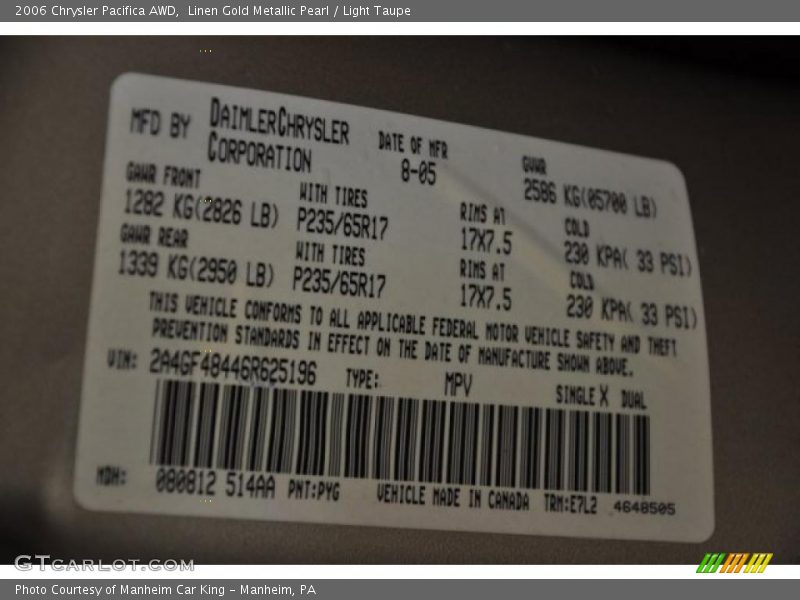 2006 Chrysler Pacifica AWD,  Linen Gold Metallic Pearl / Light Taupe
MFD BY DAIMLERCHRYSLER CORPORATION
DATE OF MFR 8-05
GVWR 2586 KG(05700 LB)
GAWR FRONT WITH TIRES RIMS AT COLD
1282 KG(2826 LB) P235/65R17 17X7.5 230 KPA( 33 PSI)
GAWR REAR WITH TIRES RIMS AT COLD
1339 KG(2950 LB) P235/65R17 17X7.5 230 KPA( 33 PSI)
THIS VEHICLE CONFORMS TO ALL APPLICABLE FEDERAL MOTOR VEHICLE SAFETY AND THEFT
PREVENTION STANDARDS IN EFFECT ON THE DATE OF MANUFACTURE SHOWN ABOVE.
VIN: 2A4GF48446R625196 TYPE: MPV SINGLE X DUAL
MDH: 080812 514AA PNT:PYG VEHICLE MADE IN CANADA TRM:E7L2 4648505
GTCARLOT.COM
Photo Courtesy of Manheim Car King - Manheim, PA